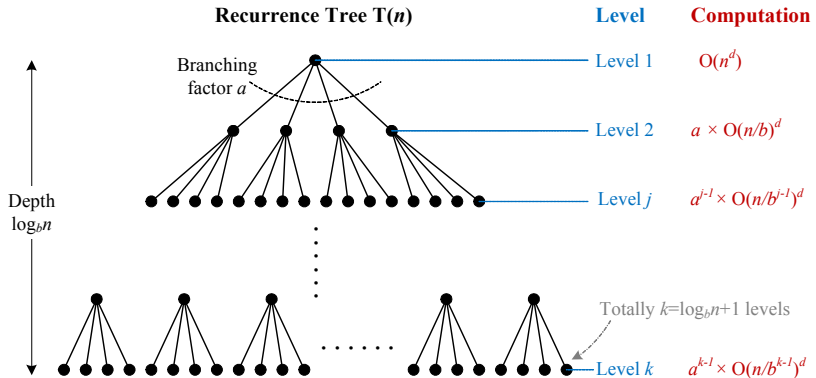 Recurrence Tree T(n) Level Computation
Level 1 O(n^d)
Branching
factor a
Level 2 a × O(n/b)^d
Level j a^{j-1} × O(n/b^{j-1})^d
Depth
log_b n
Totally k=log_b n+1 levels
Level k a^{k-1} × O(n/b^{k-1})^d